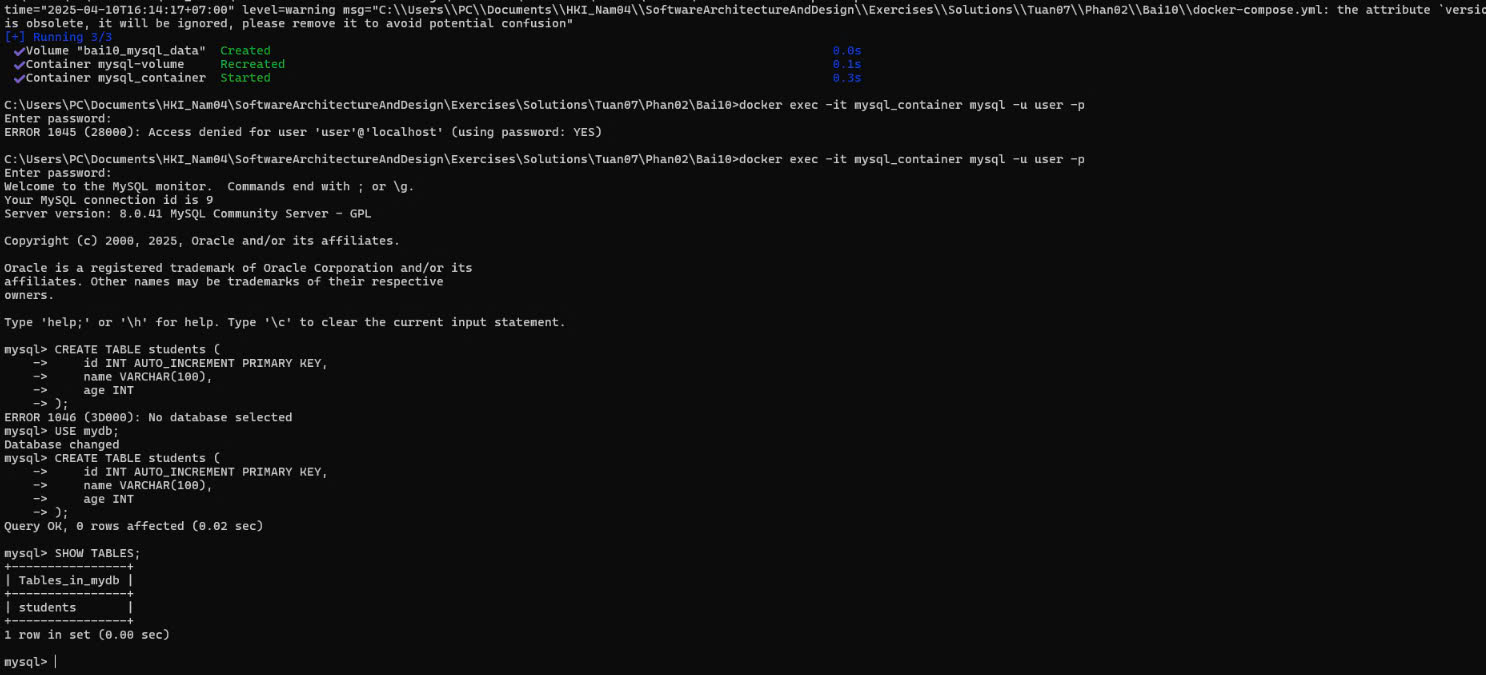 time="2025-04-10T16:14:17+07:00" level=warning msg="C:\\Users\\PC\\Documents\\HKI_Nam04\\SoftwareArchitectureAndDesign\\Exercises\\Solutions\\Tuan07\\Phan02\\Bai10\\docker-compose.yml: the attribute `versio
is obsolete, it will be ignored, please remove it to avoid potential confusion"
[+] Running 3/3
✔Volume "bai10_mysql_data" Created 0.0s
✔Container mysql-volume Recreated 0.1s
✔Container mysql_container Started 0.3s
C:\Users\PC\Documents\HKI_Nam04\SoftwareArchitectureAndDesign\Exercises\Solutions\Tuan07\Phan02\Bai10>docker exec -it mysql_container mysql -u user -p
Enter password:
ERROR 1045 (28000): Access denied for user 'user'@'localhost' (using password: YES)
C:\Users\PC\Documents\HKI_Nam04\SoftwareArchitectureAndDesign\Exercises\Solutions\Tuan07\Phan02\Bai10>docker exec -it mysql_container mysql -u user -p
Enter password:
Welcome to the MySQL monitor.  Commands end with ; or \g.
Your MySQL connection id is 9
Server version: 8.0.41 MySQL Community Server - GPL
Copyright (c) 2000, 2025, Oracle and/or its affiliates.
Oracle is a registered trademark of Oracle Corporation and/or its
affiliates. Other names may be trademarks of their respective
owners.
Type 'help;' or '\h' for help. Type '\c' to clear the current input statement.
mysql> CREATE TABLE students (
    ->     id INT AUTO_INCREMENT PRIMARY KEY,
    ->     name VARCHAR(100),
    ->     age INT
    -> );
ERROR 1046 (3D000): No database selected
mysql> USE mydb;
Database changed
mysql> CREATE TABLE students (
    ->     id INT AUTO_INCREMENT PRIMARY KEY,
    ->     name VARCHAR(100),
    ->     age INT
    -> );
Query OK, 0 rows affected (0.02 sec)
mysql> SHOW TABLES;
+----------------+
| Tables_in_mydb |
+----------------+
| students       |
+----------------+
1 row in set (0.00 sec)
mysql>